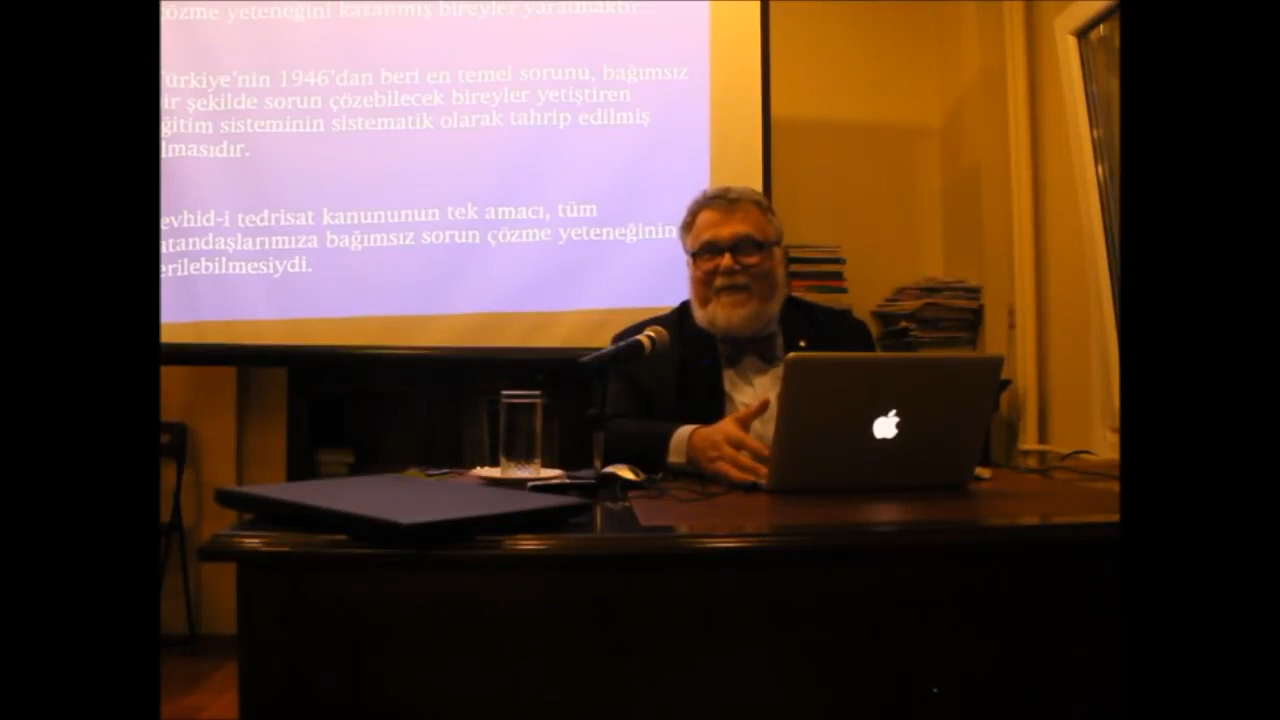 çözme yeteneğini kazanmış bireyler yaratmaktır
Türkiye'nin 1946'dan beri en temel sorunu, bağımsız
ir şekilde sorun çözebilecek bireyler yetiştiren
ğitim sisteminin sistematik olarak tahrip edilmiş
lmasıdır.
evhid-i tedrisat kanununun tek amacı, tüm
atandaşlarımıza bağımsız sorun çözme yeteneğinin
erilebilmesiydi.